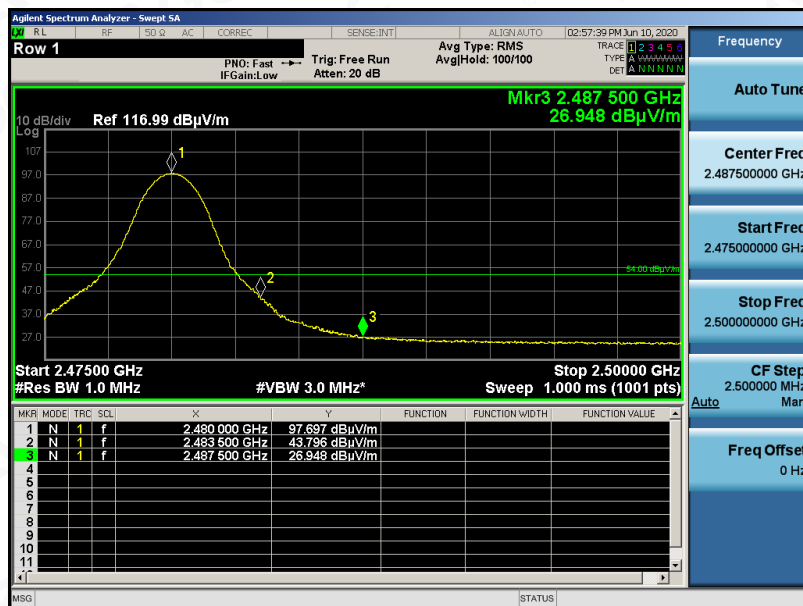 Agilent Spectrum Analyzer - Swept SA
LXI RL RF 50 Ω AC CORREC SENSE:INT ALIGN AUTO 02:57:39 PM Jun 10, 2020
Row 1
PNO: Fast
IFGain:Low
Trig: Free Run
Atten: 20 dB
Avg Type: RMS
Avg|Hold: 100/100
TRACE 1 2 3 4 5 6
TYPE A
DET A N N N N N
Mkr3 2.487 500 GHz
26.948 dBµV/m
10 dB/div Ref 116.99 dBµV/m
Log
107
97.0
87.0
77.0
67.0
57.0
47.0
37.0
27.0
1
2
3
54.00 dBµV/m
Start 2.47500 GHz Stop 2.50000 GHz
#Res BW 1.0 MHz #VBW 3.0 MHz* Sweep 1.000 ms (1001 pts)
MKR MODE TRC SCL X Y FUNCTION FUNCTION WIDTH FUNCTION VALUE
1 N 1 f 2.480 000 GHz 97.697 dBµV/m
2 N 1 f 2.483 500 GHz 43.796 dBµV/m
3 N 1 f 2.487 500 GHz 26.948 dBµV/m
4
5
6
7
8
9
10
11
MSG STATUS
Frequency
Auto Tune
Center Freq
2.487500000 GHz
Start Freq
2.475000000 GHz
Stop Freq
2.500000000 GHz
CF Step
2.500000 MHz
Auto Man
Freq Offset
0 Hz